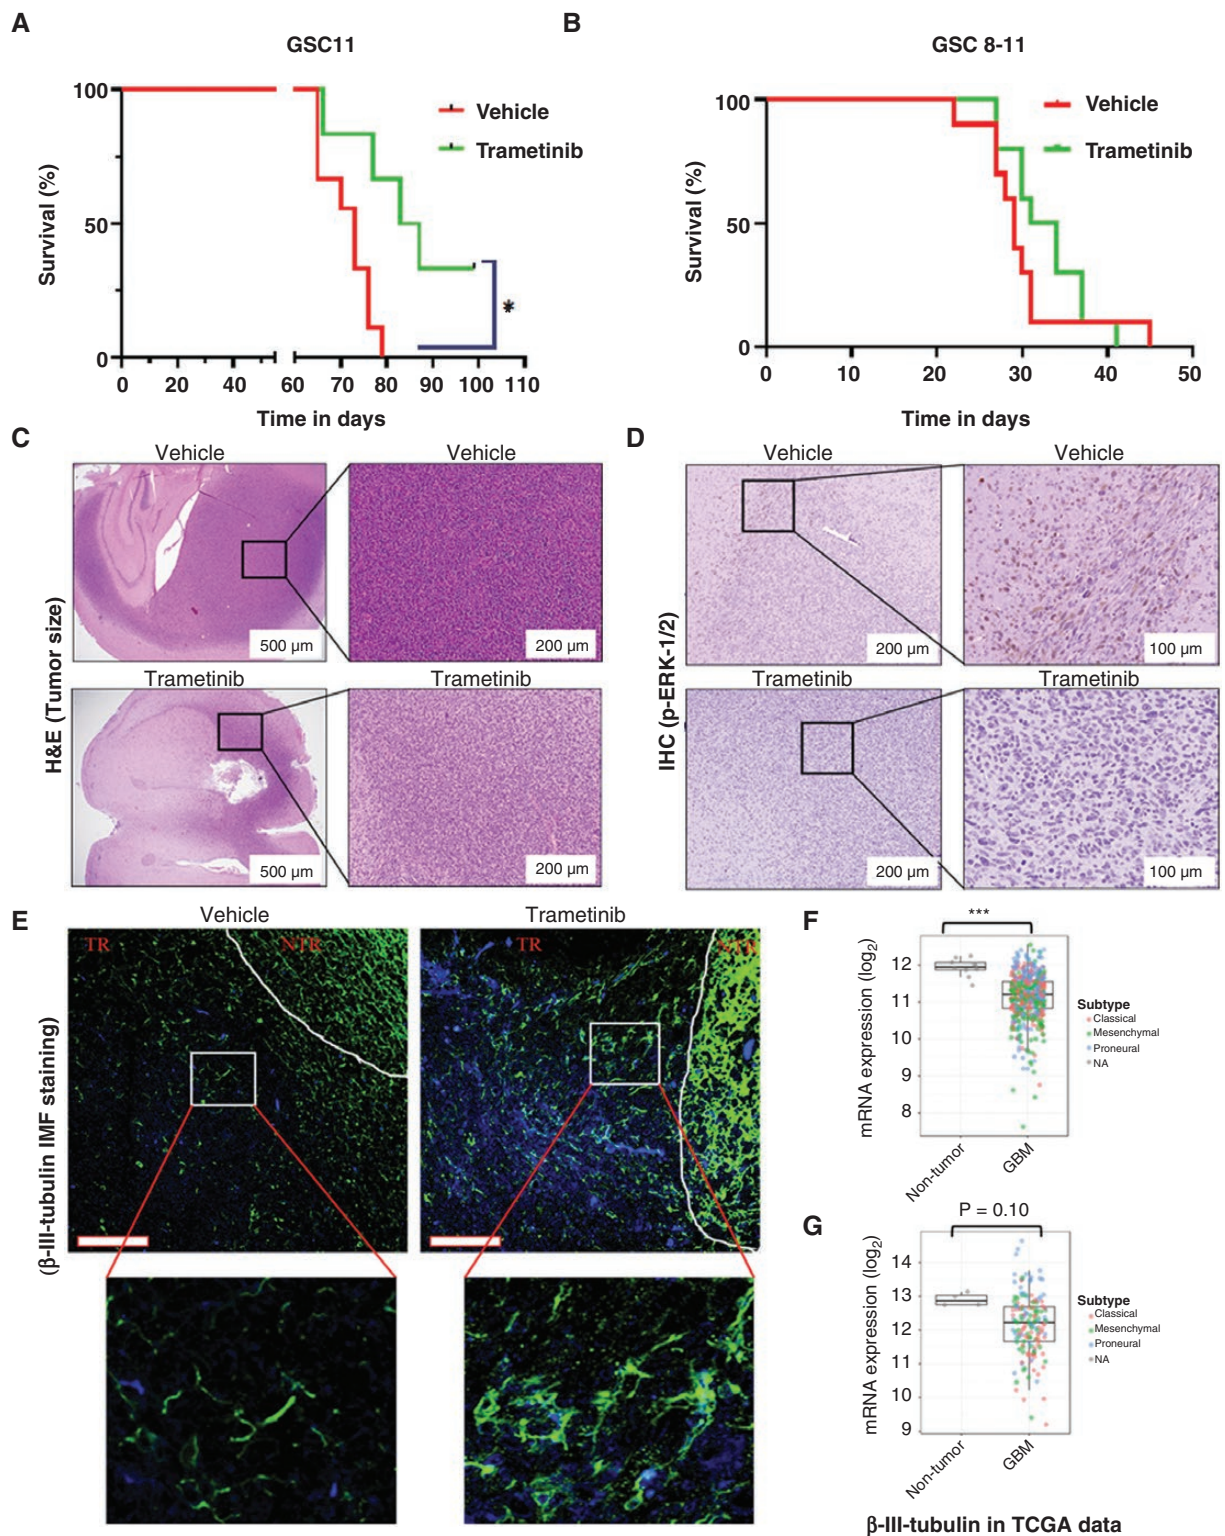 A
GSC11
100
50
0
Survival (%)
0 20 40 60 70 80 90 100 110
Time in days
Vehicle
Trametinib
*
B
GSC 8-11
100
50
0
Survival (%)
0 10 20 30 40 50
Time in days
Vehicle
Trametinib
C
H&E (Tumor size)
Vehicle
500 µm
Vehicle
200 µm
Trametinib
500 µm
Trametinib
200 µm
D
IHC (p-ERK-1/2)
Vehicle
200 µm
Vehicle
100 µm
Trametinib
200 µm
Trametinib
100 µm
E
(β-III-tubulin IMF staining)
Vehicle
TR NTR
Trametinib
TR NTR
F
***
mRNA expression (log2)
12
11
10
9
8
Non-tumor
GBM
Subtype
Classical
Mesenchymal
Proneural
NA
G
P = 0.10
mRNA expression (log2)
14
13
12
11
10
9
Non-tumor
GBM
Subtype
Classical
Mesenchymal
Proneural
NA
β-III-tubulin in TCGA data